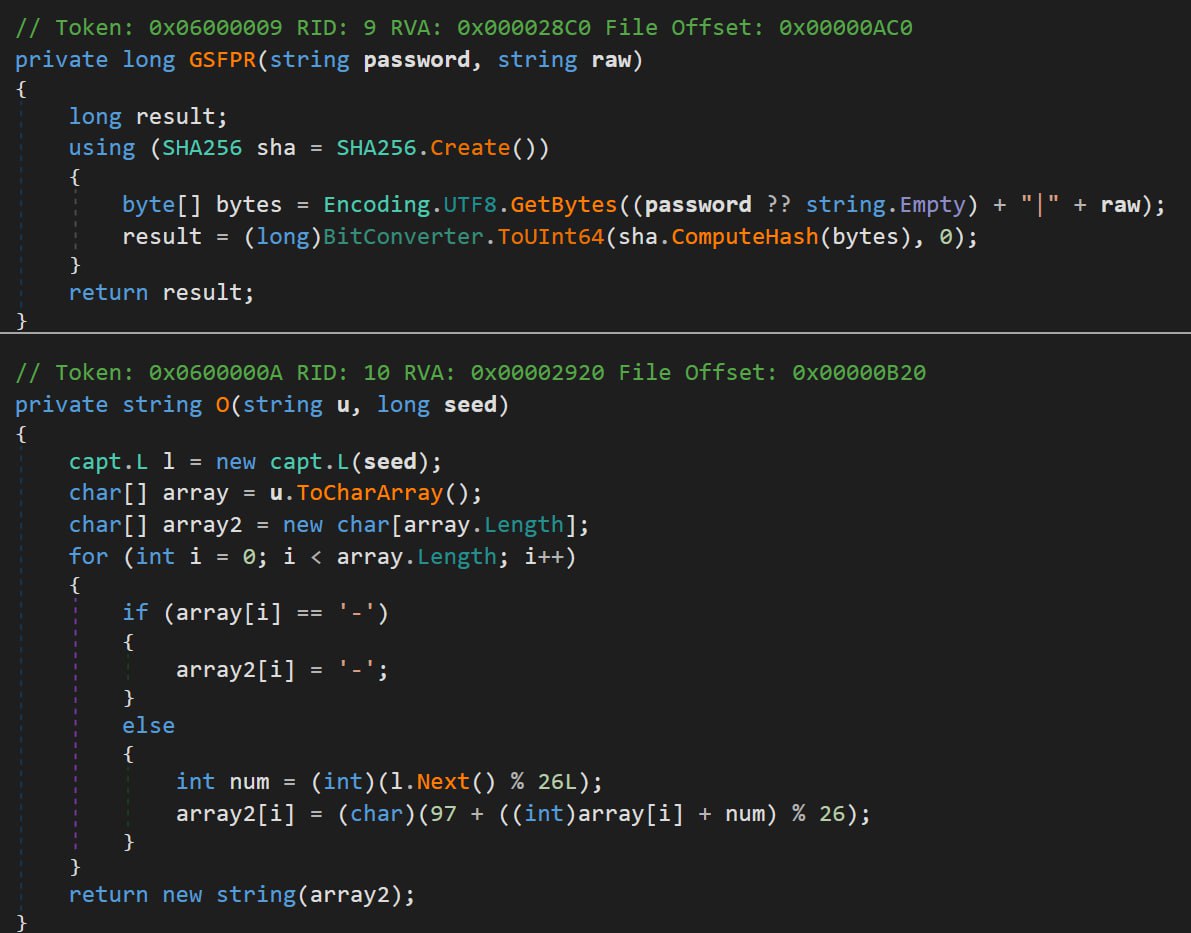 // Token: 0x06000009 RID: 9 RVA: 0x000028C0 File Offset: 0x00000AC0
private long GSFPR(string password, string raw)
{
    long result;
    using (SHA256 sha = SHA256.Create())
    {
        byte[] bytes = Encoding.UTF8.GetBytes((password ?? string.Empty) + "|" + raw);
        result = (long)BitConverter.ToUInt64(sha.ComputeHash(bytes), 0);
    }
    return result;
}
// Token: 0x0600000A RID: 10 RVA: 0x00002920 File Offset: 0x00000B20
private string O(string u, long seed)
{
    capt.L l = new capt.L(seed);
    char[] array = u.ToCharArray();
    char[] array2 = new char[array.Length];
    for (int i = 0; i < array.Length; i++)
    {
        if (array[i] == '-')
        {
            array2[i] = '-';
        }
        else
        {
            int num = (int)(l.Next() % 26L);
            array2[i] = (char)(97 + ((int)array[i] + num) % 26);
        }
    }
    return new string(array2);
}